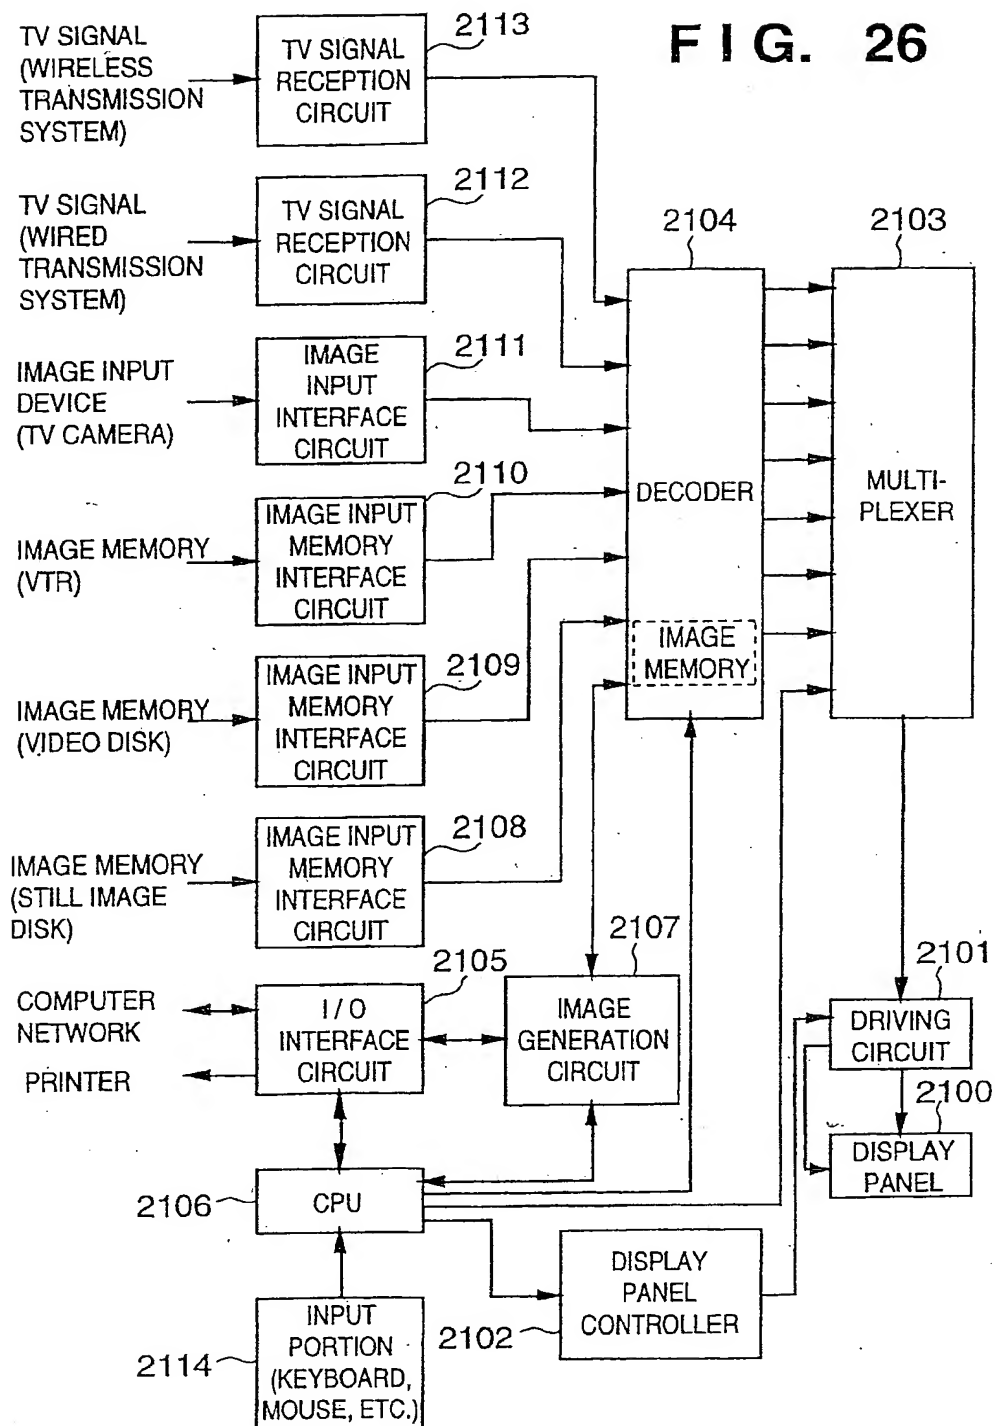 FIG. 26
TV SIGNAL
(WIRELESS
TRANSMISSION
SYSTEM)
2113
TV SIGNAL
RECEPTION
CIRCUIT
TV SIGNAL
(WIRED
TRANSMISSION
SYSTEM)
2112
TV SIGNAL
RECEPTION
CIRCUIT
2104
2103
IMAGE INPUT
DEVICE
(TV CAMERA)
2111
IMAGE
INPUT
INTERFACE
CIRCUIT
DECODER
MULTI-
PLEXER
IMAGE MEMORY
(VTR)
2110
IMAGE INPUT
MEMORY
INTERFACE
CIRCUIT
IMAGE
MEMORY
IMAGE MEMORY
(VIDEO DISK)
2109
IMAGE INPUT
MEMORY
INTERFACE
CIRCUIT
IMAGE MEMORY
(STILL IMAGE
DISK)
2108
IMAGE INPUT
MEMORY
INTERFACE
CIRCUIT
COMPUTER
NETWORK
PRINTER
2105
I/O
INTERFACE
CIRCUIT
2107
IMAGE
GENERATION
CIRCUIT
2101
DRIVING
CIRCUIT
2100
DISPLAY
PANEL
2106
CPU
2102
DISPLAY
PANEL
CONTROLLER
2114
INPUT
PORTION
(KEYBOARD,
MOUSE, ETC.)